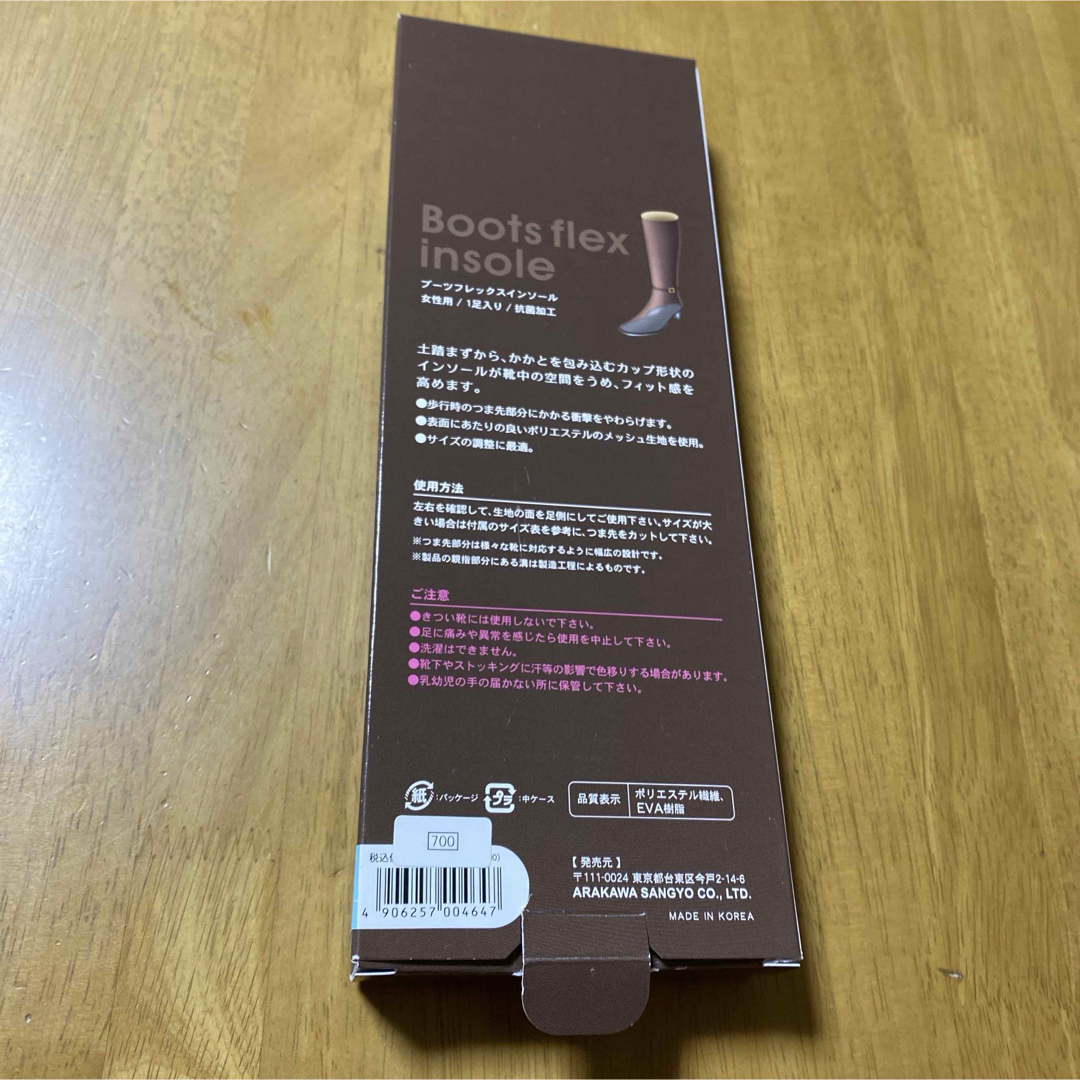 Boots flex
insole
ブーツフレックスインソール
女性用 / 1足入り / 抗菌加工
土踏まずから、かかとを包み込むカップ形状の
インソールが靴中の空間をうめ、フィット感を
高めます。
●歩行時のつま先部分にかかる衝撃をやわらげます。
●表面にあたりの良いポリエステルのメッシュ生地を使用。
●サイズの調整に最適。
使用方法
左右を確認して、生地の面を足側にしてご使用下さい。サイズが大
きい場合は付属のサイズ表を参考に、つま先をカットして下さい。
※つま先部分は様々な靴に対応するように幅広の設計です。
※製品の親指部分にある溝は製造工程によるものです。
ご注意
●きつい靴には使用しないで下さい。
●足に痛みや異常を感じたら使用を中止して下さい。
●洗濯はできません。
●靴下やストッキングに汗等の影響で色移りする場合があります。
●乳幼児の手の届かない所に保管して下さい。
紙:パッケージ プラ:中ケース
品質表示 ポリエステル繊維、
EVA樹脂
700
税込
4 906257 004647
【 発売元 】
〒111-0024 東京都台東区今戸2-14-6
ARAKAWA SANGYO CO., LTD.
MADE IN KOREA